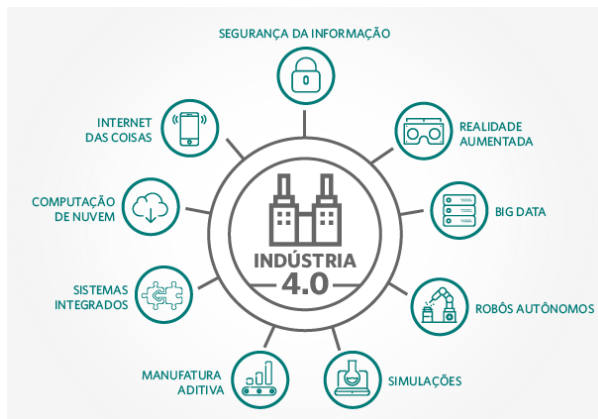 SEGURANÇA DA INFORMAÇÃO
INTERNET
DAS COISAS
REALIDADE
AUMENTADA
COMPUTAÇÃO
DE NUVEM
BIG DATA
INDÚSTRIA
4.0
SISTEMAS
INTEGRADOS
ROBÔS AUTÔNOMOS
MANUFATURA
ADITIVA
SIMULAÇÕES